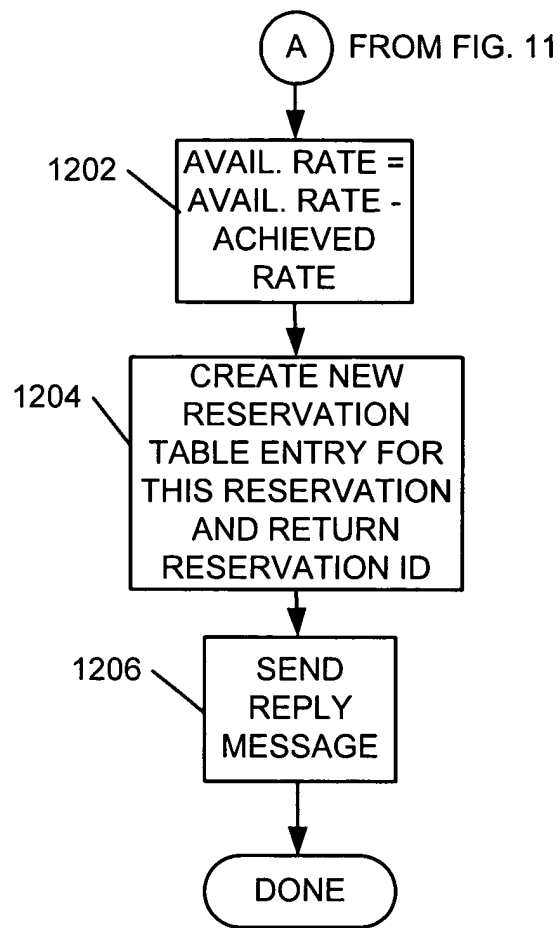 A FROM FIG. 11
1202
AVAIL. RATE =
AVAIL. RATE -
ACHIEVED
RATE
1204
CREATE NEW
RESERVATION
TABLE ENTRY FOR
THIS RESERVATION
AND RETURN
RESERVATION ID
1206
SEND
REPLY
MESSAGE
DONE